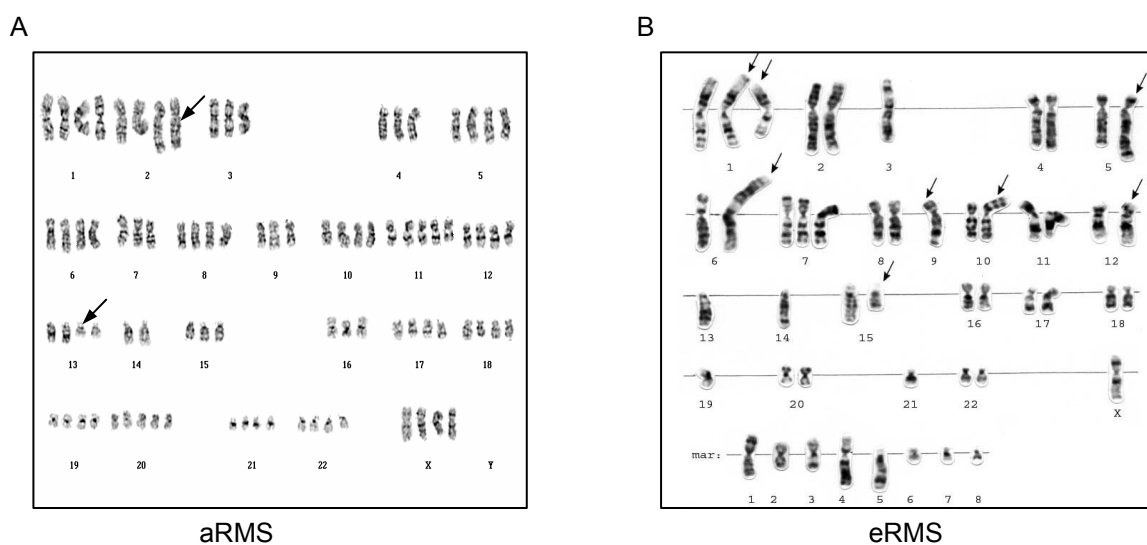 A
1 2 3 4 5
6 7 8 9 10 11 12
13 14 15 16 17 18
19 20 21 22 X Y
aRMS
B
1 2 3 4 5
6 7 8 9 10 11 12
13 14 15 16 17 18
19 20 21 22 X
mar:
1 2 3 4 5 6 7 8
eRMS